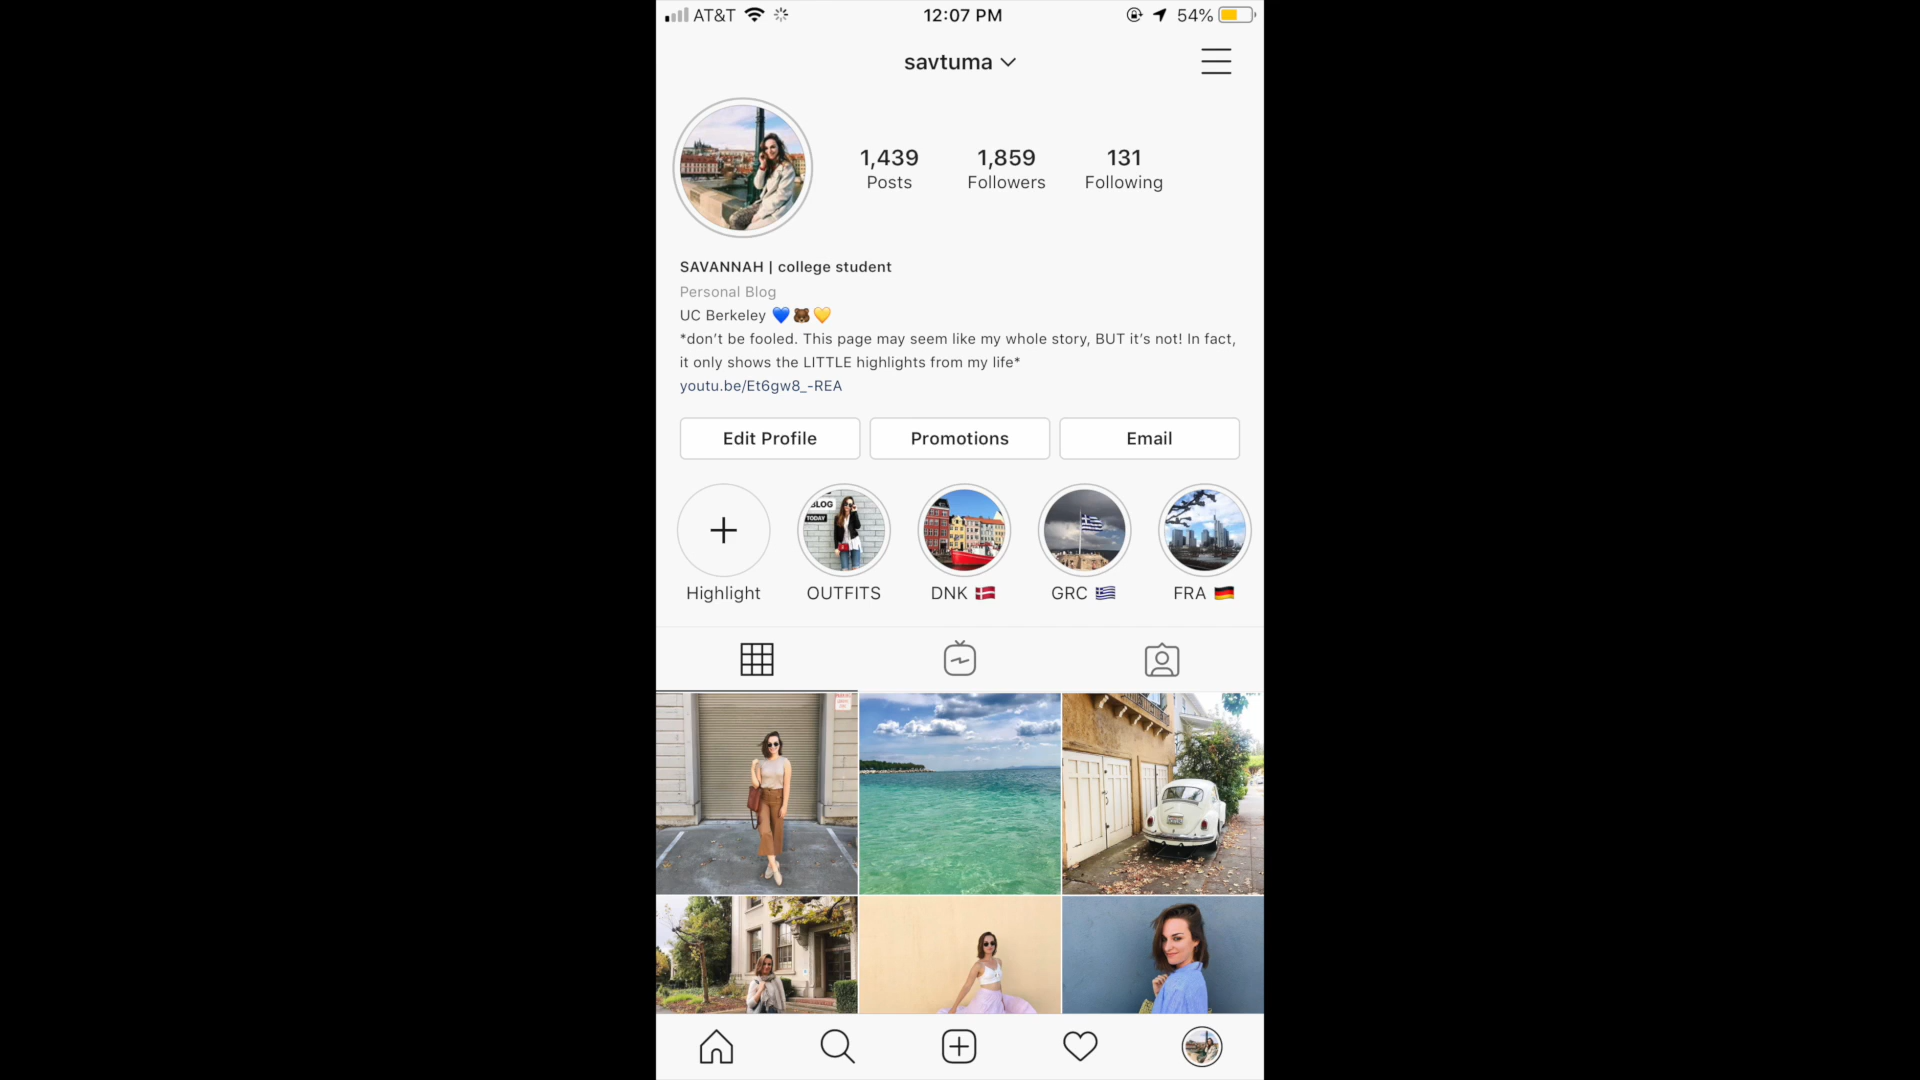 AT&T 12:07 PM 54%
savtuma
1,439 1,859 131
Posts Followers Following
SAVANNAH | college student
Personal Blog
UC Berkeley 💙🐻💛
*don’t be fooled. This page may seem like my whole story, BUT it’s not! In fact,
it only shows the LITTLE highlights from my life*
youtu.be/Et6gw8_-REA
Edit Profile Promotions Email
BLOG
TODAY
Highlight OUTFITS DNK 🇩🇰 GRC 🇬🇷 FRA 🇩🇪